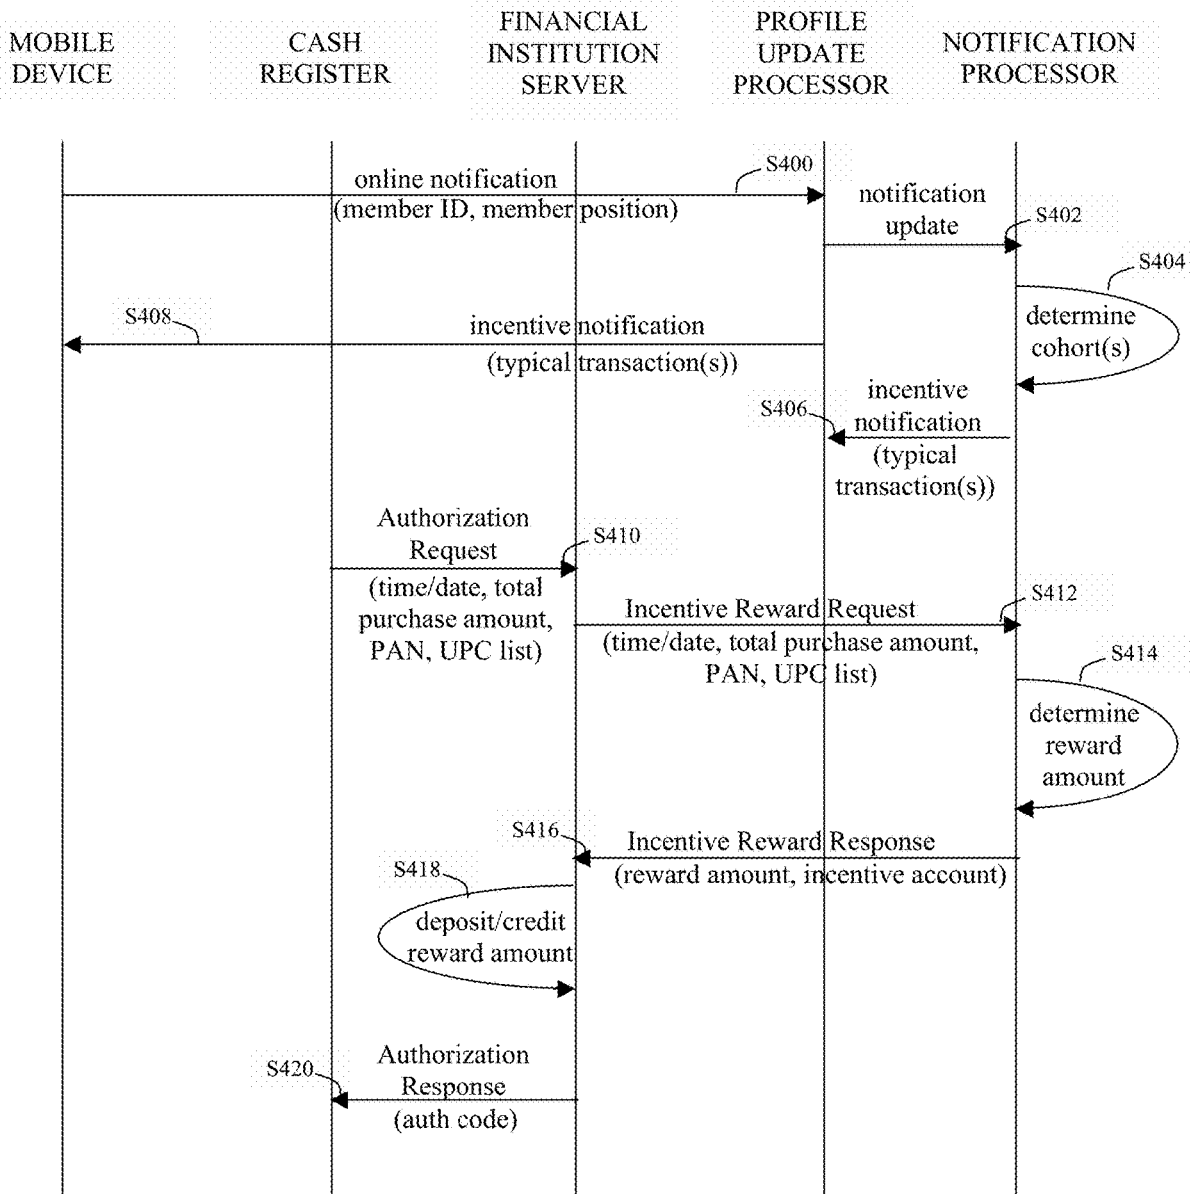 MOBILE
DEVICE
CASH
REGISTER
FINANCIAL
INSTITUTION
SERVER
PROFILE
UPDATE
PROCESSOR
NOTIFICATION
PROCESSOR
S400
online notification
(member ID, member position)
notification
update
S402
S404
determine
cohort(s)
S408
incentive notification
(typical transaction(s))
S406
incentive
notification
(typical
transaction(s))
Authorization
Request
S410
(time/date, total
purchase amount,
PAN, UPC list)
Incentive Reward Request
S412
(time/date, total purchase amount,
PAN, UPC list)
S414
determine
reward
amount
S416
Incentive Reward Response
(reward amount, incentive account)
S418
deposit/credit
reward amount
S420
Authorization
Response
(auth code)